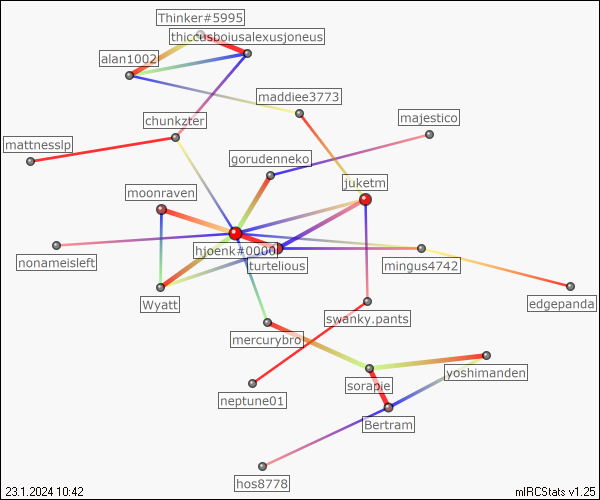 Thinker#5995
thiccusboiusalexusjoneus
alan1002
maddiee3773
majestico
chunkzter
mattnesslp
gorudenneko
juketm
moonraven
hjoenk#0000
turtelious
mingus4742
nonameisleft
Wyatt
edgepanda
swanky.pants
mercurybro
yoshimanden
sorapie
neptune01
Bertram
hos8778
23.1.2024 10:42
mIRCStats v1.25